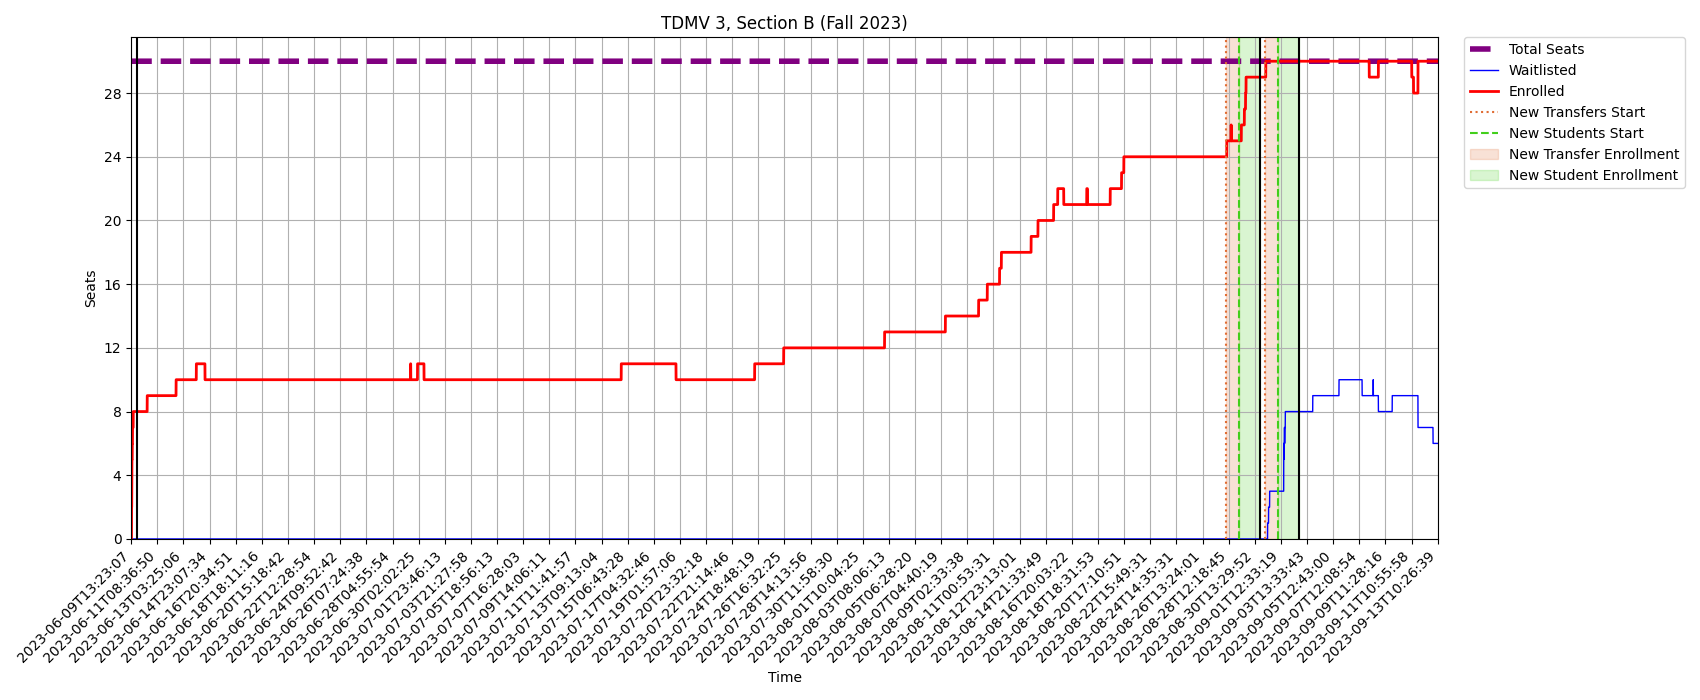 TDMV 3, Section B (Fall 2023)
Total Seats
Waitlisted
Enrolled
New Transfers Start
New Students Start
New Transfer Enrollment
New Student Enrollment
Seats
28
24
20
16
12
8
4
0
2023-06-09T13:23:07
2023-06-11T08:36:50
2023-06-13T03:25:06
2023-06-14T23:07:34
2023-06-16T20:34:51
2023-06-18T18:11:16
2023-06-20T15:18:42
2023-06-22T12:28:54
2023-06-24T09:52:42
2023-06-26T07:24:38
2023-06-28T04:55:54
2023-06-30T02:02:25
2023-07-01T23:46:13
2023-07-03T21:27:58
2023-07-05T18:56:13
2023-07-07T16:28:03
2023-07-09T14:06:11
2023-07-11T11:41:57
2023-07-13T09:13:04
2023-07-15T06:43:28
2023-07-17T04:32:46
2023-07-19T01:57:06
2023-07-20T23:32:18
2023-07-22T21:14:46
2023-07-24T18:48:19
2023-07-26T16:32:25
2023-07-28T14:13:56
2023-07-30T11:58:30
2023-08-01T10:04:25
2023-08-03T08:06:13
2023-08-05T06:28:20
2023-08-07T04:40:19
2023-08-09T02:33:38
2023-08-11T00:53:31
2023-08-12T23:13:01
2023-08-14T21:33:49
2023-08-16T20:03:22
2023-08-18T18:31:53
2023-08-20T17:10:51
2023-08-22T15:49:31
2023-08-24T14:35:31
2023-08-26T13:24:01
2023-08-28T12:18:45
2023-08-30T13:29:52
2023-09-01T12:33:19
2023-09-03T13:33:43
2023-09-05T12:43:00
2023-09-07T12:08:54
2023-09-09T11:28:16
2023-09-11T10:55:58
2023-09-13T10:26:39
Time